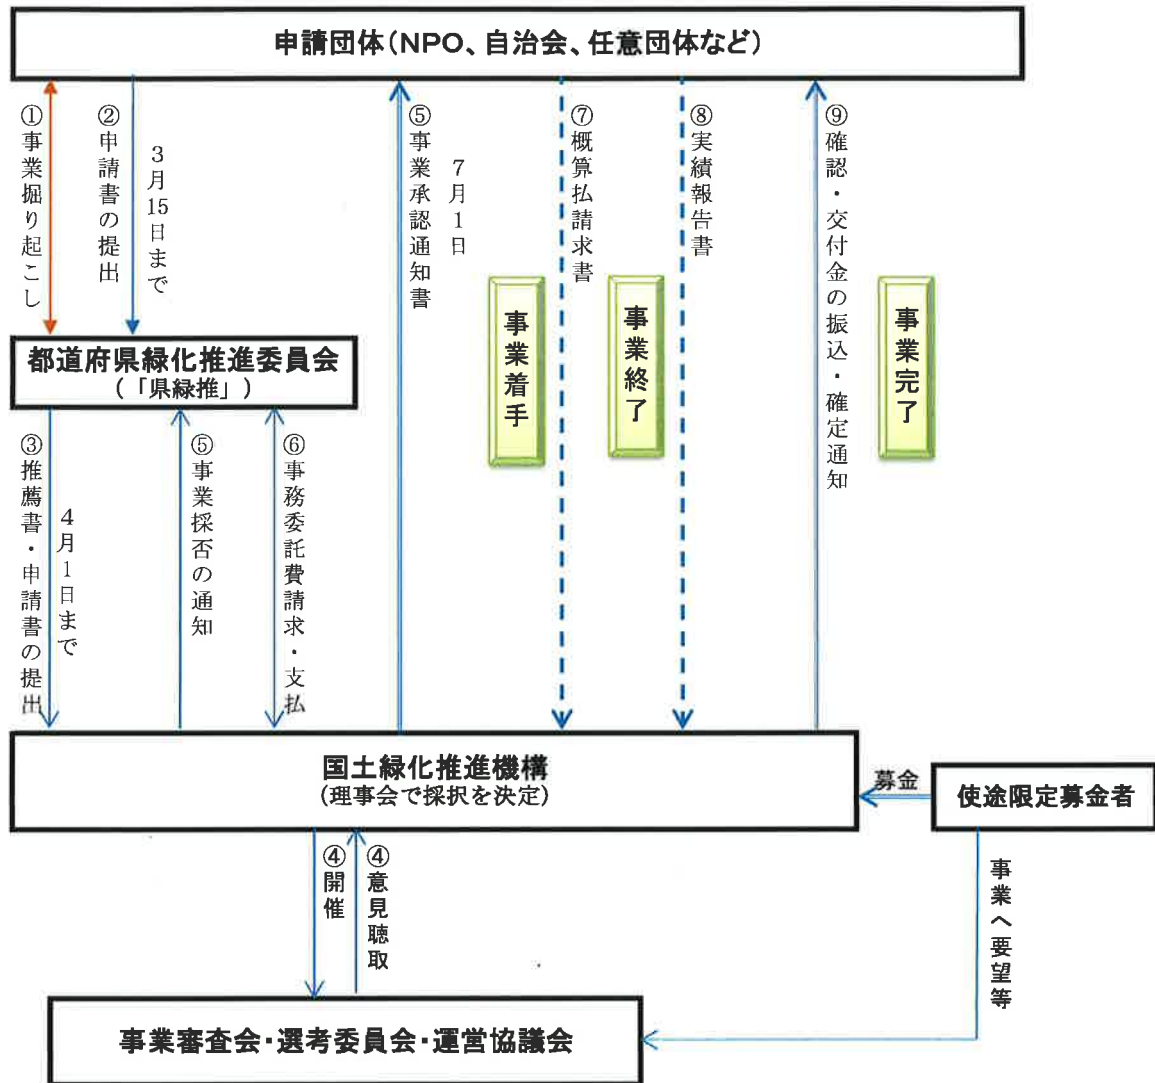 申請団体(NPO、自治会、任意団体など)
①事業掘り起こし
②申請書の提出
3月15日まで
⑤事業承認通知書
7月1日
⑦概算払請求書
⑧実績報告書
⑨確認・交付金の振込・確定通知
事業着手
事業終了
事業完了
都道府県緑化推進委員会
(「県緑推」)
③推薦書・申請書の提出
4月1日まで
⑤事業採否の通知
⑥事務委託費請求・支払
国土緑化推進機構
(理事会で採択を決定)
募金
使途限定募金者
④開催
④意見聴取
事業へ要望等
事業審査会・選考委員会・運営協議会